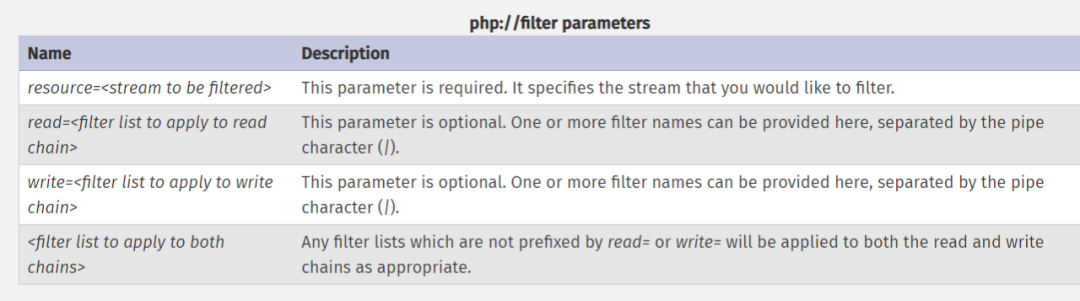 php://filter parameters
Name Description
resource=<stream to be filtered> This parameter is required. It specifies the stream that you would like to filter.
read=<filter list to apply to read This parameter is optional. One or more filter names can be provided here, separated by the pipe
chain> character (|).
write=<filter list to apply to write This parameter is optional. One or more filter names can be provided here, separated by the pipe
chain> character (|).
<filter list to apply to both Any filter lists which are not prefixed by read= or write= will be applied to both the read and write
chains> chains as appropriate.